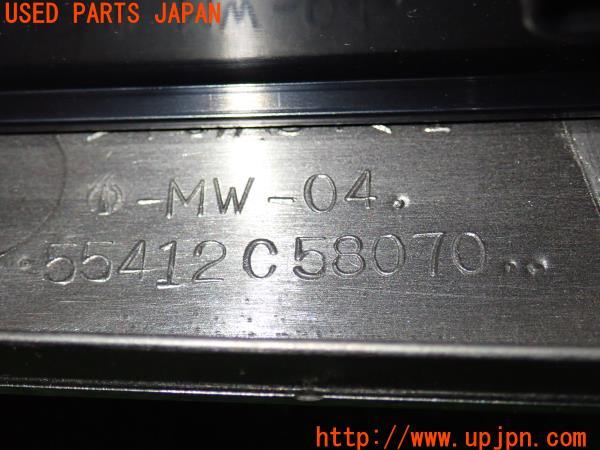 USED PARTS JAPAN
-MW-04
55412C58070
http://www.upjpn.com